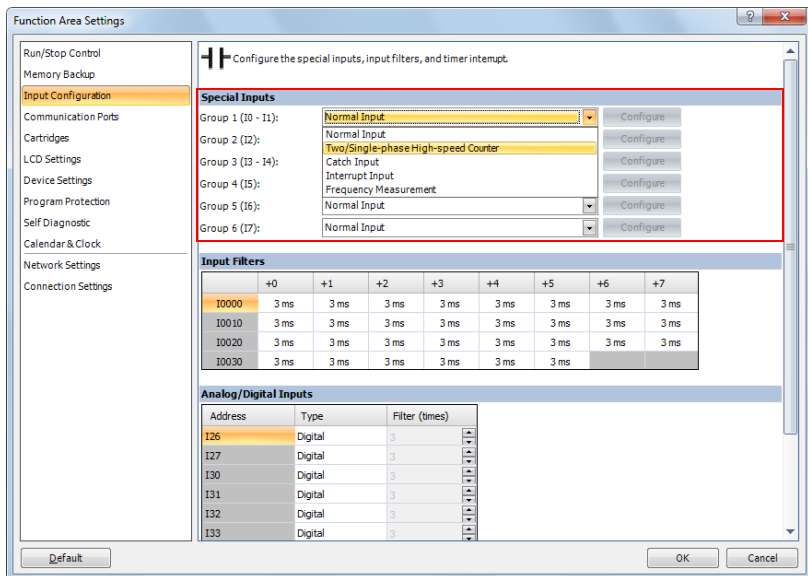 Function Area Settings
Run/Stop Control
Memory Backup
Input Configuration
Communication Ports
Cartridges
LCD Settings
Device Settings
Program Protection
Self Diagnostic
Calendar & Clock
Network Settings
Connection Settings
Configure the special inputs, input filters, and timer interrupt.
Special Inputs
Group 1 (I0 - I1): Normal Input Configure
Group 2 (I2): Configure
Group 3 (I3 - I4): Configure
Group 4 (I5): Configure
Normal Input
Two/Single-phase High-speed Counter
Catch Input
Interrupt Input
Frequency Measurement
Group 5 (I6): Normal Input Configure
Group 6 (I7): Normal Input Configure
Input Filters
+0 +1 +2 +3 +4 +5 +6 +7
I0000 3 ms 3 ms 3 ms 3 ms 3 ms 3 ms 3 ms 3 ms
I0010 3 ms 3 ms 3 ms 3 ms 3 ms 3 ms 3 ms 3 ms
I0020 3 ms 3 ms 3 ms 3 ms 3 ms 3 ms 3 ms 3 ms
I0030 3 ms 3 ms 3 ms 3 ms 3 ms 3 ms
Analog/Digital Inputs
Address Type Filter (times)
I26 Digital 3
I27 Digital 3
I30 Digital 3
I31 Digital 3
I32 Digital 3
I33 Digital 3
Default OK Cancel